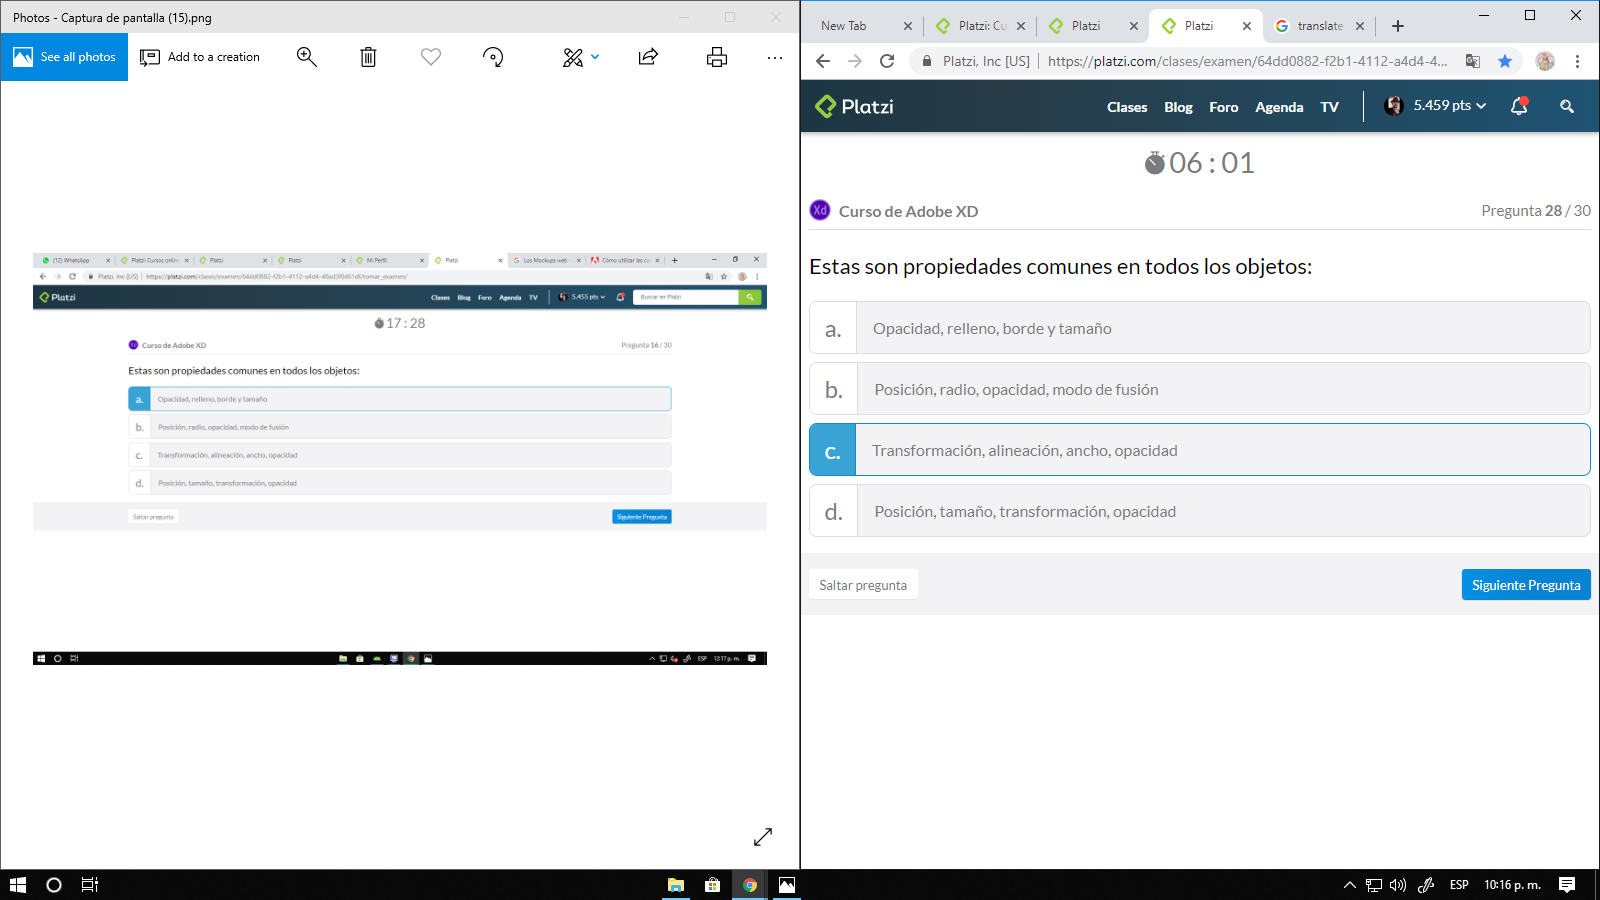 Photos - Captura de pantalla (15).png
See all photos
Add to a creation
(12) WhatsApp
Platzi: Cursos online
Platzi
Platzi
Mi Perfil
Platzi
Los Mockups web
Cómo utilizar las co
Platzi, Inc [US]
https://platzi.com/clases/examen/64dd0882-f2b1-4112-a4d4-48ad3f0451df/tomar_examen/
Platzi
Clases Blog Foro Agenda TV
5.455 pts
Buscar en Platzi
17 : 28
Curso de Adobe XD
Pregunta 16 / 30
Estas son propiedades comunes en todos los objetos:
a. Opacidad, relleno, borde y tamaño
b. Posición, radio, opacidad, modo de fusión
c. Transformación, alineación, ancho, opacidad
d. Posición, tamaño, transformación, opacidad
Saltar pregunta
Siguiente Pregunta
ESP
12:17 p. m.
New Tab
Platzi: Cu
Platzi
Platzi
translate
Platzi, Inc [US]
https://platzi.com/clases/examen/64dd0882-f2b1-4112-a4d4-4...
Platzi
Clases Blog Foro Agenda TV
5.459 pts
06 : 01
Xd Curso de Adobe XD
Pregunta 28 / 30
Estas son propiedades comunes en todos los objetos:
a. Opacidad, relleno, borde y tamaño
b. Posición, radio, opacidad, modo de fusión
c. Transformación, alineación, ancho, opacidad
d. Posición, tamaño, transformación, opacidad
Saltar pregunta
Siguiente Pregunta
ESP
10:16 p. m.